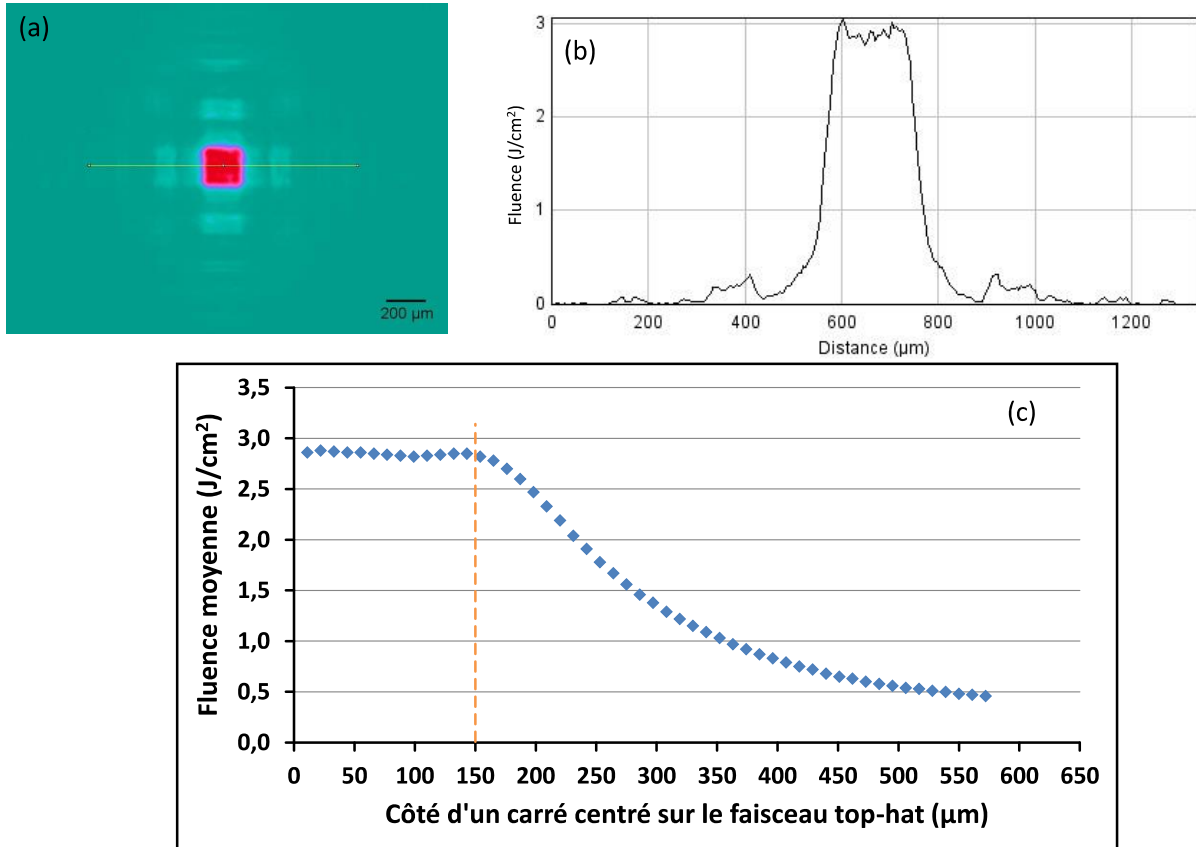 (a)
200 µm
(b)
Fluence (J/cm²)
3
2
1
0
0 200 400 600 800 1000 1200
Distance (µm)
(c)
Fluence moyenne (J/cm²)
3,5
3,0
2,5
2,0
1,5
1,0
0,5
0,0
0 50 100 150 200 250 300 350 400 450 500 550 600 650
Côté d'un carré centré sur le faisceau top-hat (µm)